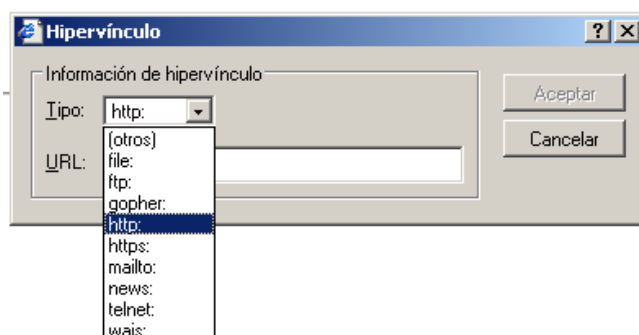 Hipervínculo
Información de hipervínculo
Tipo: http:
Aceptar
(otros)
URL:
file:
Cancelar
ftp:
gopher:
http:
https:
mailto:
news:
telnet:
wais: